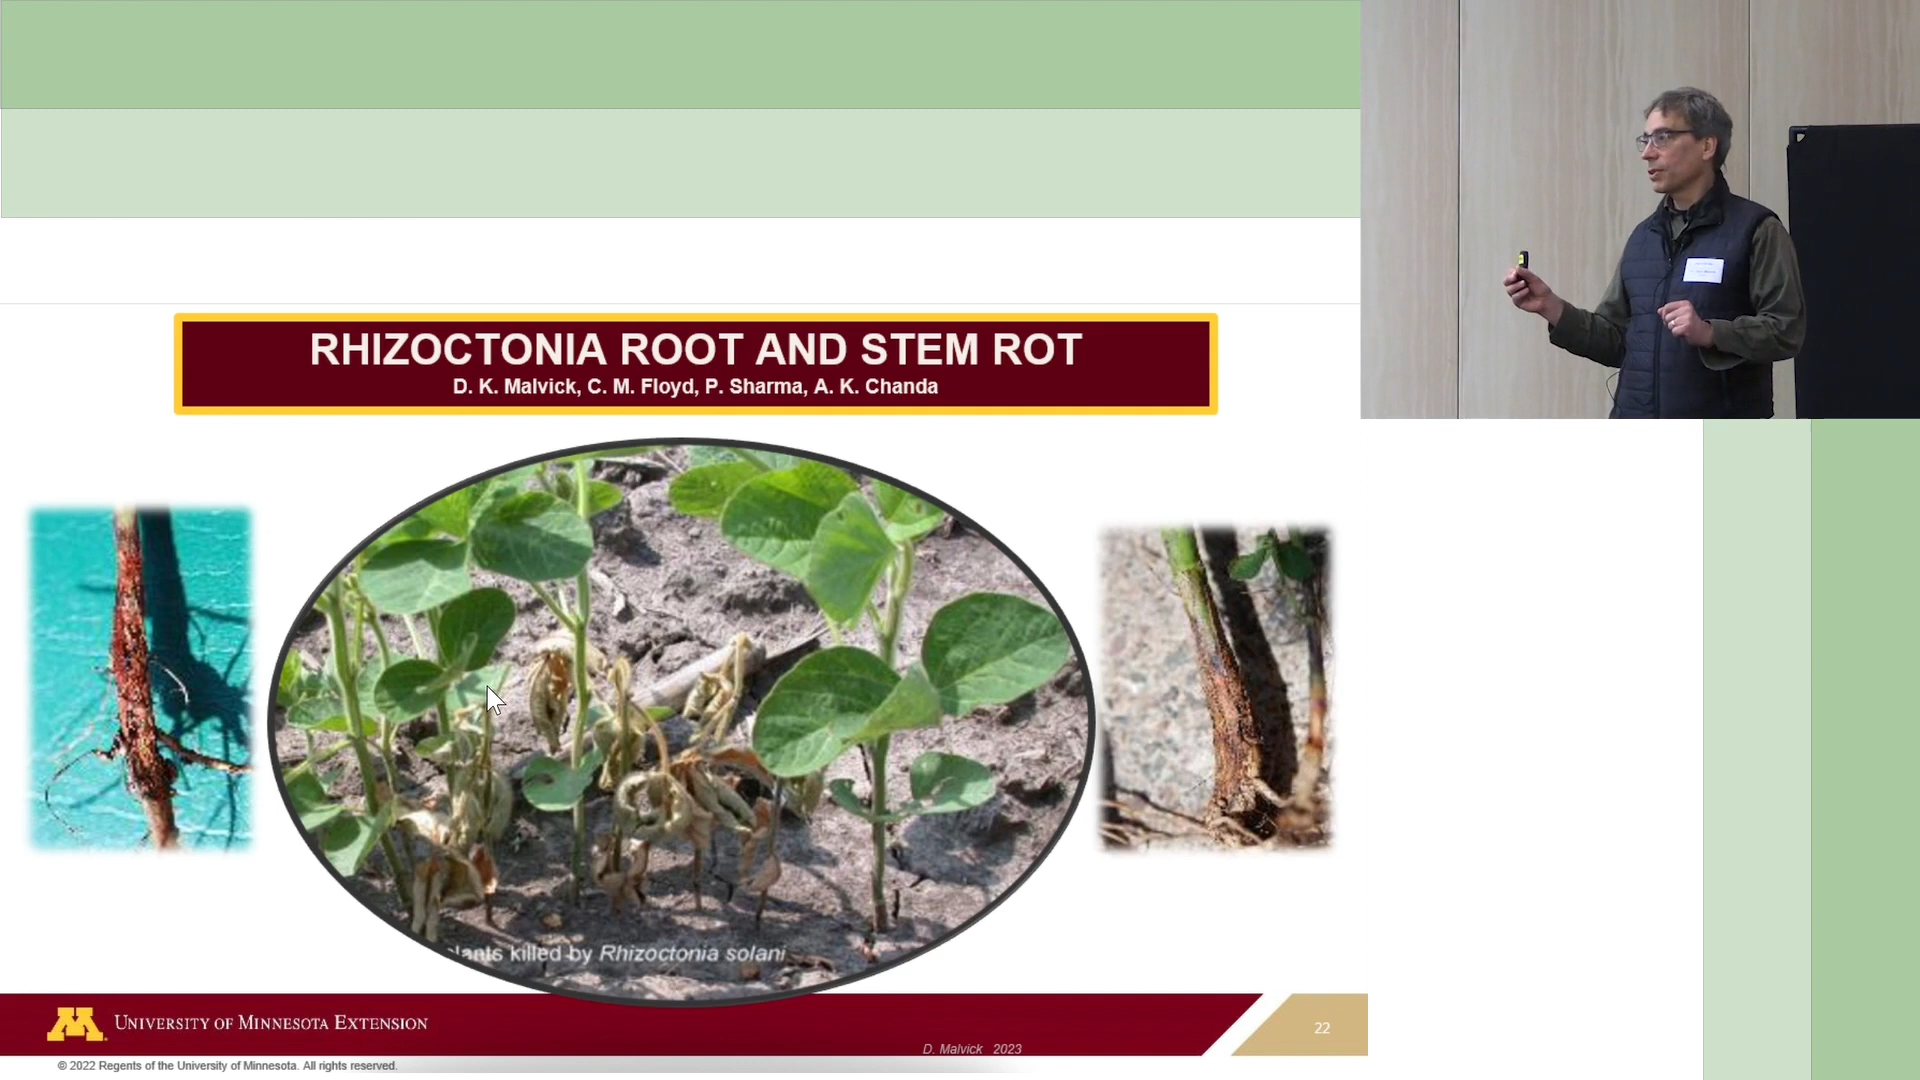 RHIZOCTONIA ROOT AND STEM ROT
D. K. Malvick, C. M. Floyd, P. Sharma, A. K. Chanda
plants killed by Rhizoctonia solani
UNIVERSITY OF MINNESOTA EXTENSION
22
D. Malvick 2023
© 2022 Regents of the University of Minnesota. All rights reserved.